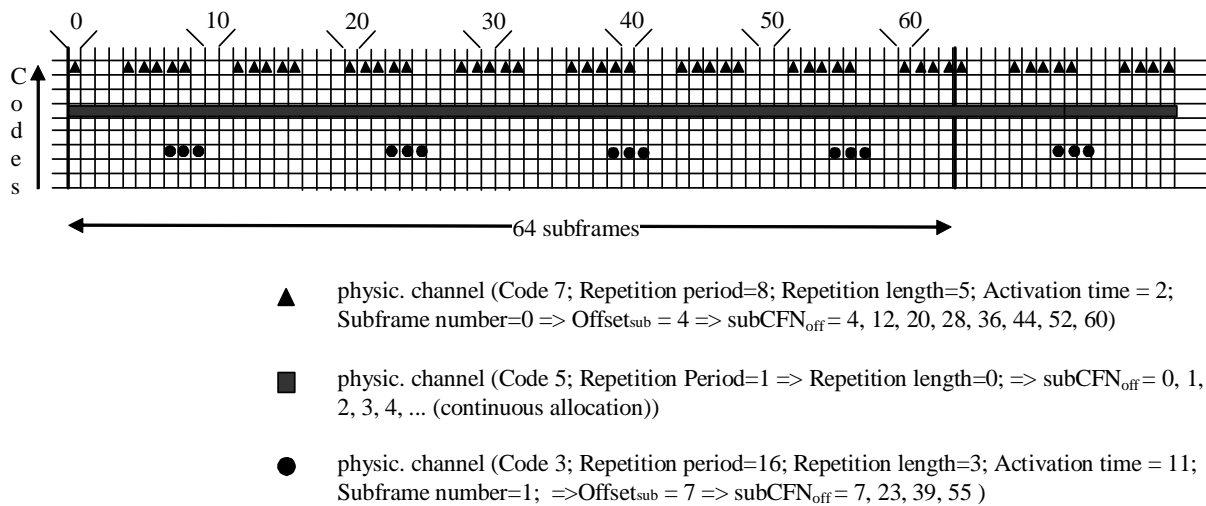 0 10 20 30 40 50 60
C
o
d
e
s
64 subframes
physic. channel (Code 7; Repetition period=8; Repetition length=5; Activation time = 2;
Subframe number=0 => Offsetsub = 4 => subCFNoff = 4, 12, 20, 28, 36, 44, 52, 60)
physic. channel (Code 5; Repetition Period=1 => Repetition length=0; => subCFNoff = 0, 1,
2, 3, 4, ... (continuous allocation))
physic. channel (Code 3; Repetition period=16; Repetition length=3; Activation time = 11;
Subframe number=1; =>Offsetsub = 7 => subCFNoff = 7, 23, 39, 55 )